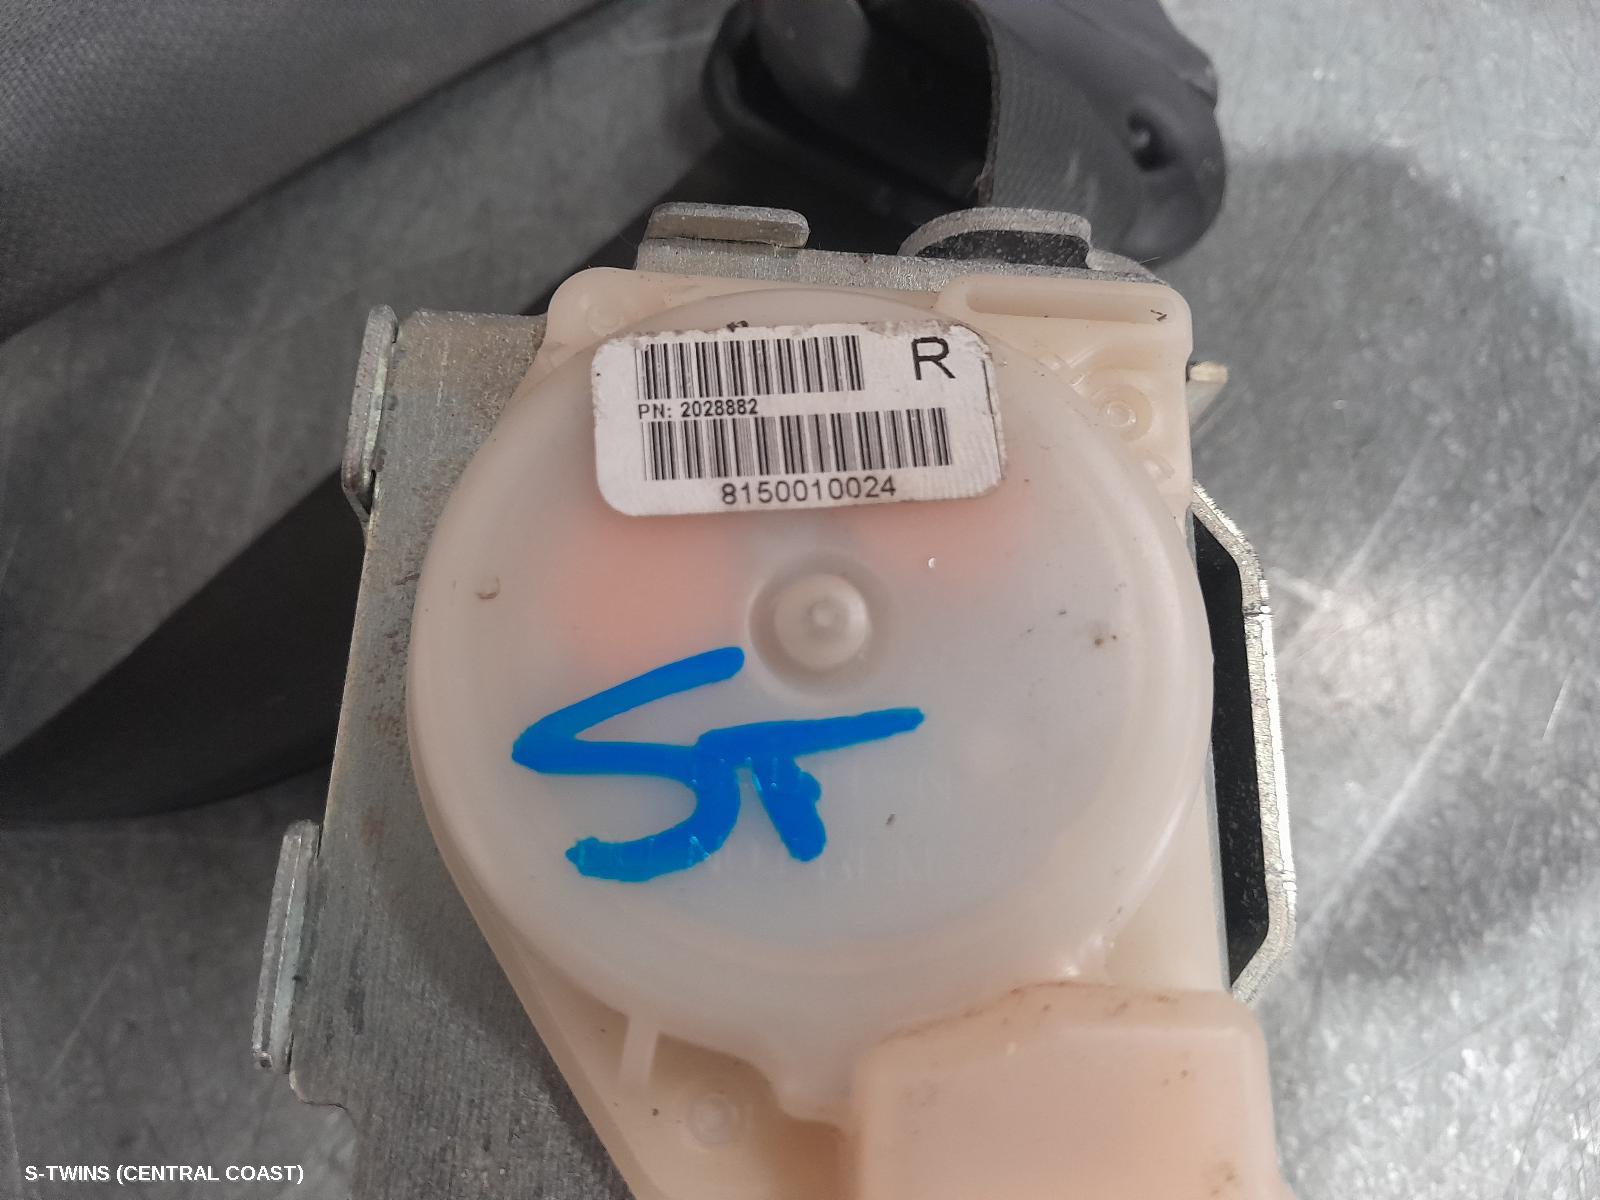 R
PN: 2028882
8150010024
ST
S-TWINS (CENTRAL COAST)